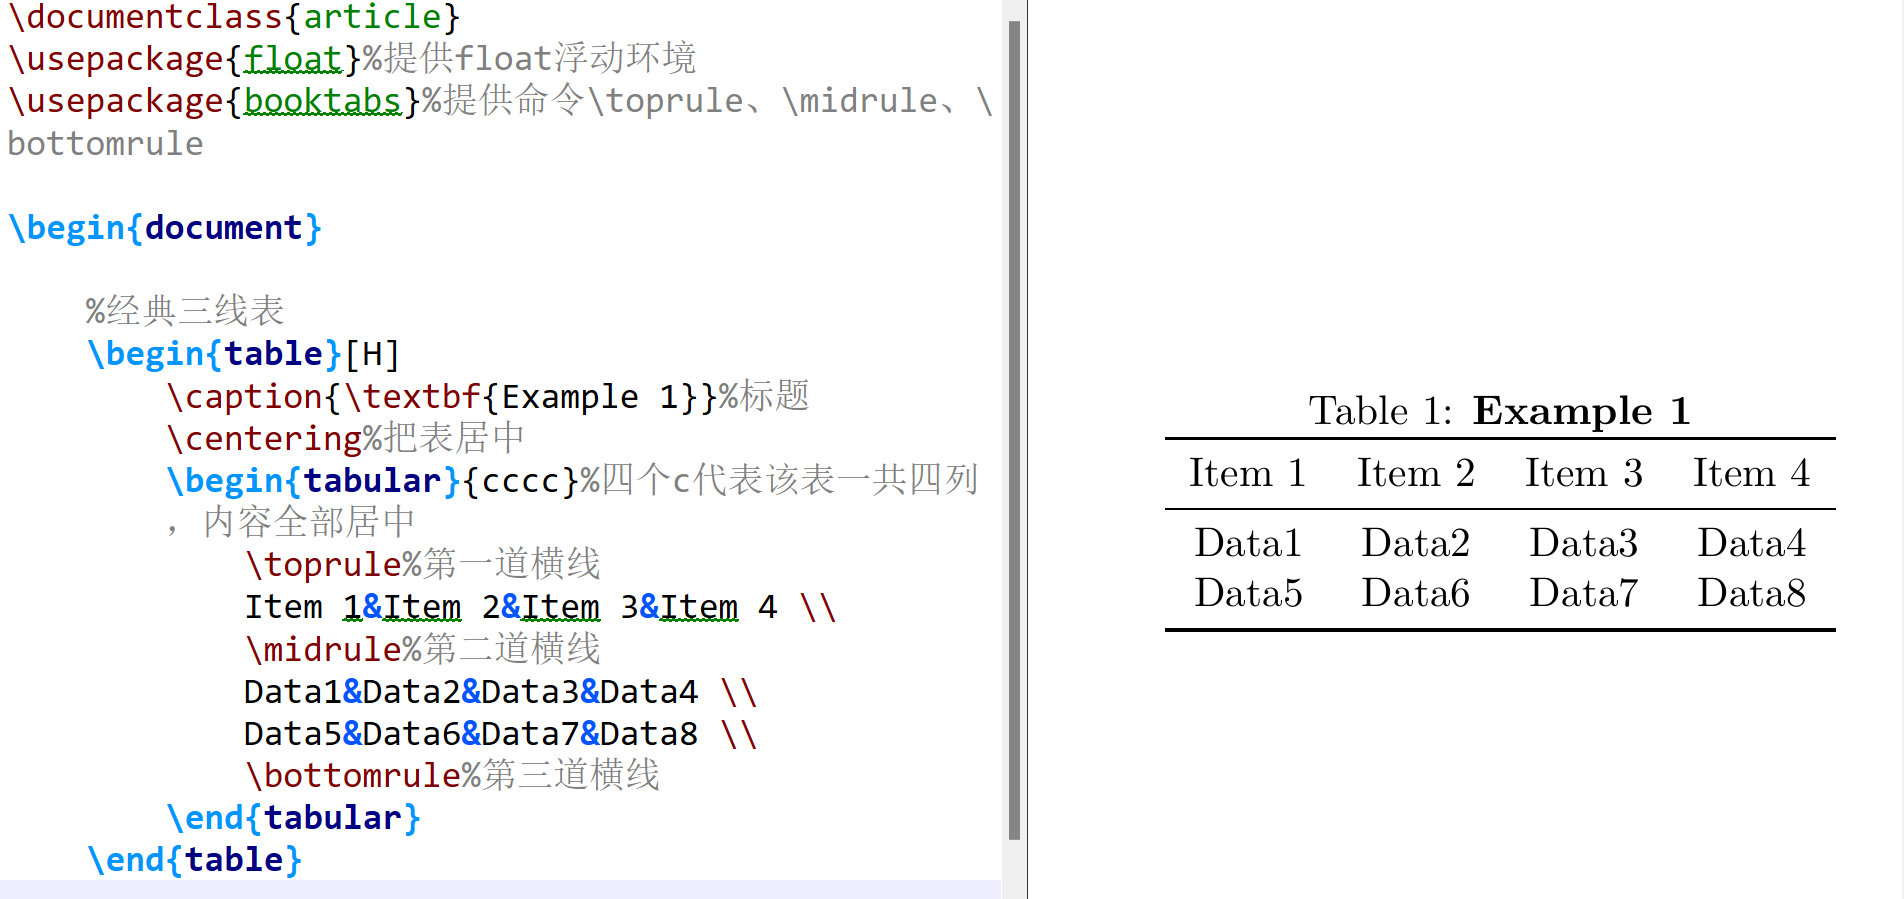 \documentclass{article}
\usepackage{float}%提供float浮动环境
\usepackage{booktabs}%提供命令\toprule、\midrule、\
bottomrule
\begin{document}
%经典三线表
\begin{table}[H]
\caption{\textbf{Example 1}}%标题
\centering%把表居中
\begin{tabular}{cccc}%四个c代表该表一共四列
，内容全部居中
\toprule%第一道横线
Item 1&Item 2&Item 3&Item 4 \\
\midrule%第二道横线
Data1&Data2&Data3&Data4 \\
Data5&Data6&Data7&Data8 \\
\bottomrule%第三道横线
\end{tabular}
\end{table}
Table 1: Example 1
Item 1 Item 2 Item 3 Item 4
Data1 Data2 Data3 Data4
Data5 Data6 Data7 Data8